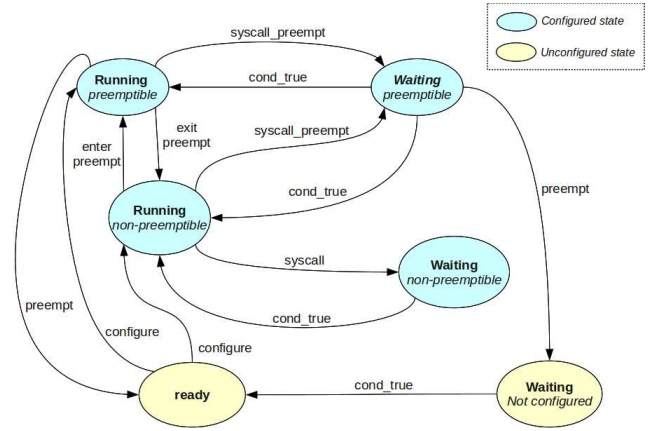 Configured state
Unconfigured state
syscall_preempt
Running
preemptible
cond_true
Waiting
preemptible
enter
preempt
exit
preempt
syscall_preempt
cond_true
preempt
Running
non-preemptible
syscall
Waiting
non-preemptible
cond_true
preempt
configure
configure
ready
cond_true
Waiting
Not configured